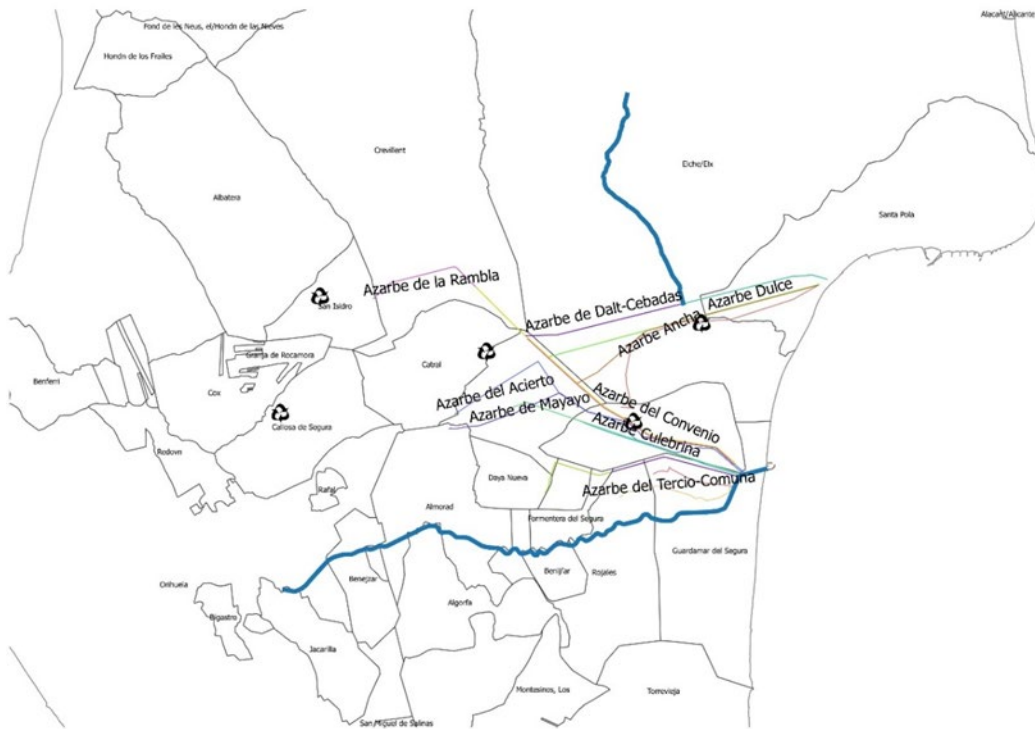 Alacant/Alicante
Fond de les Neus, el/Hondn de las Nieves
Hondn de los Frailes
Crevillent
Elche/Elx
Albatera
Santa Pola
Azarbe de la Rambla
Azarbe de Dalt-Cebadas
Azarbe Dulce
San Isidro
Azarbe Ancha
Granja de Rocamora
Catral
Benferri
Cox
Azarbe del Acierto
Azarbe de Mayayo
Azarbe del Convenio
Callosa de Segura
Azarbe Culebrina
Redovn
Daya Nueva
Azarbe del Tercio-Comuna
Rafal
Almorad
Formentera del Segura
Guardamar del Segura
Benejzar
Benijfar
Rojales
Orihuela
Algorfa
Bigastro
Jacarilla
Montesinos, Los
Torrevieja
San Miguel de Salinas